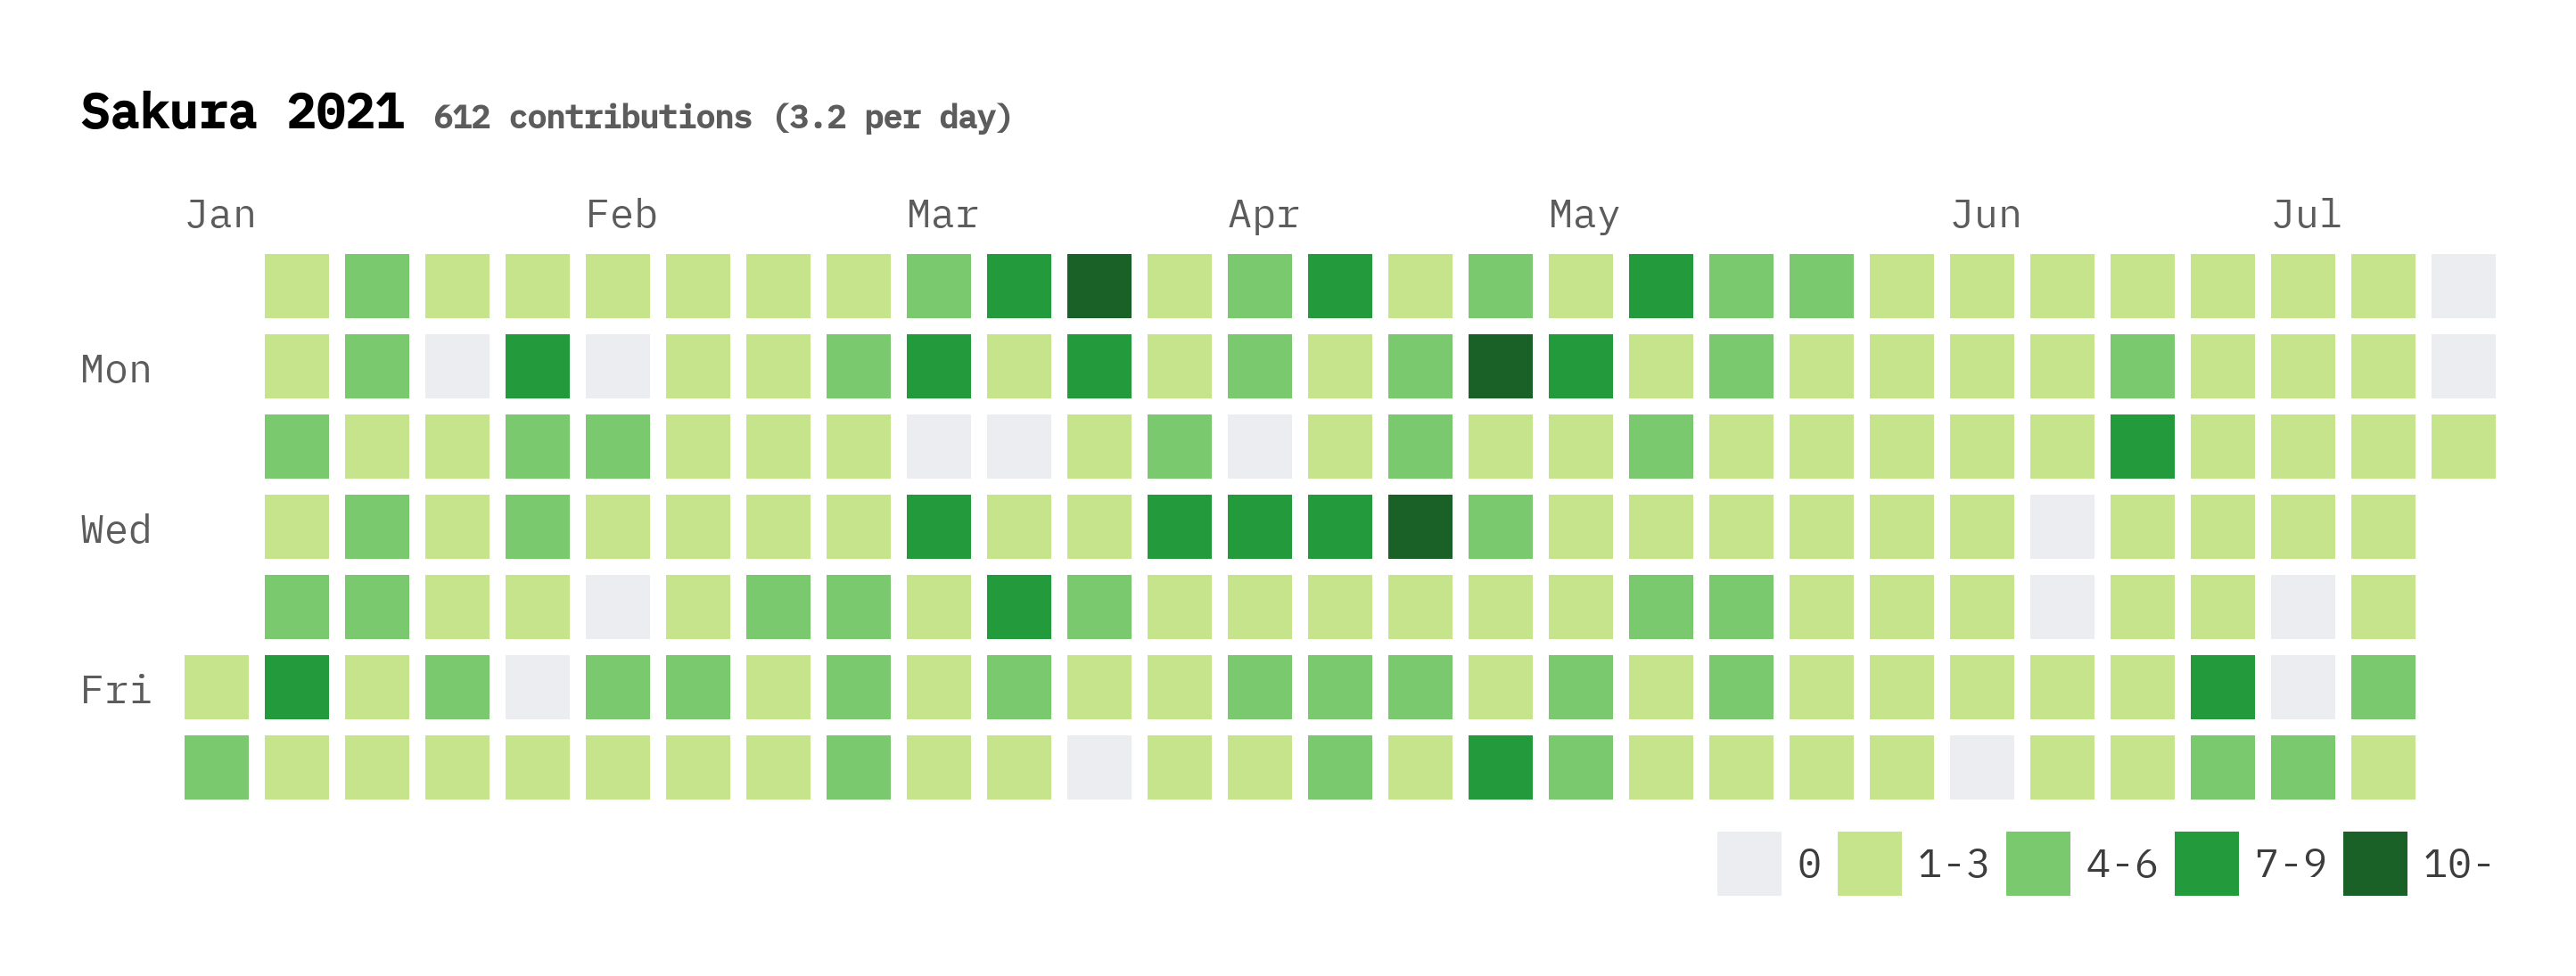 Sakura 2021 612 contributions (3.2 per day)
Jan Feb Mar Apr May Jun Jul
Mon
Wed
Fri
0 1-3 4-6 7-9 10-